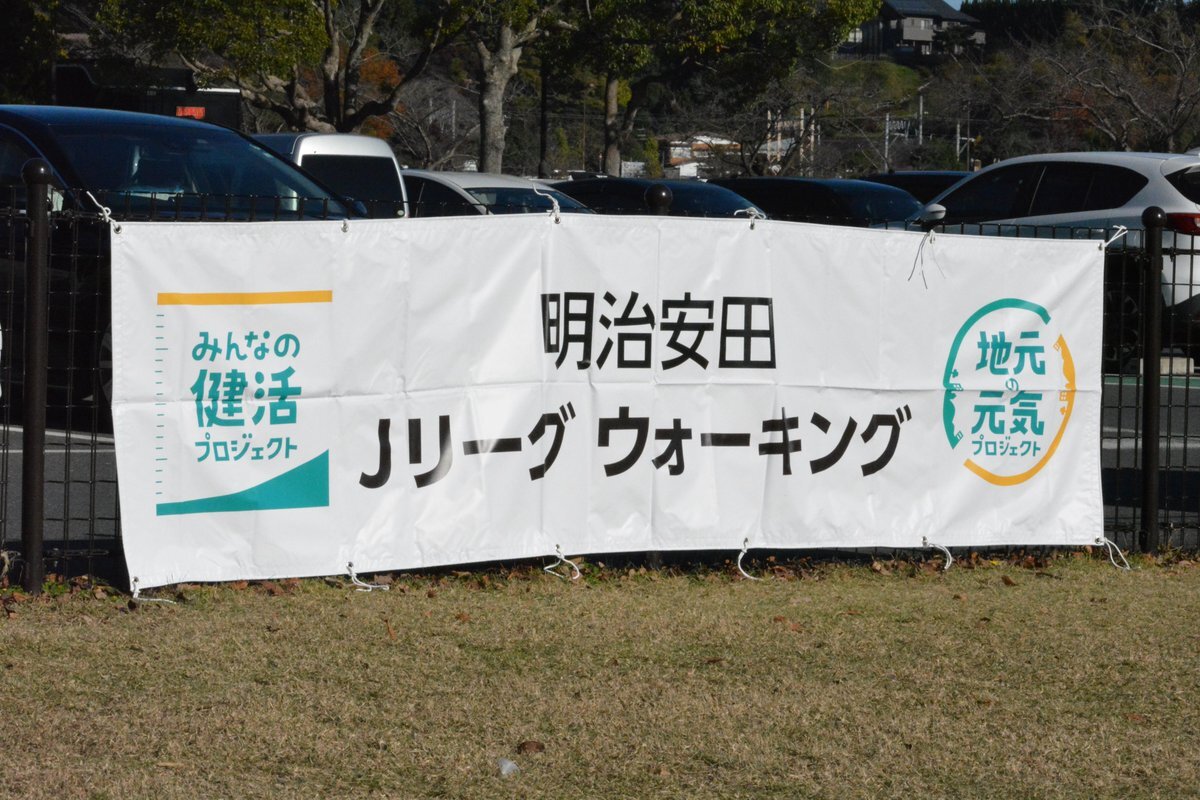 みんなの
健活
プロジェクト
明治安田
Jリーグ ウォーキング
地元
の
元気
プロジェクト